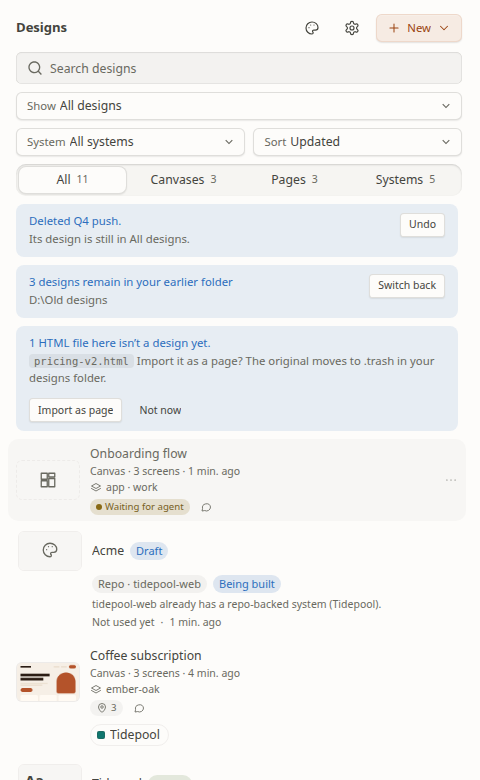 Designs
New
Search designs
Show All designs
System All systems
Sort Updated
All 11
Canvases 3
Pages 3
Systems 5
Deleted Q4 push.
Undo
Its design is still in All designs.
3 designs remain in your earlier folder
Switch back
D:\Old designs
1 HTML file here isn't a design yet.
pricing-v2.html Import it as a page? The original moves to .trash in your
designs folder.
Import as page
Not now
Onboarding flow
Canvas · 3 screens · 1 min. ago
app · work
Waiting for agent
Acme Draft
Repo · tidepool-web Being built
tidepool-web already has a repo-backed system (Tidepool).
Not used yet · 1 min. ago
Coffee subscription
Canvas · 3 screens · 4 min. ago
ember-oak
3
Tidepool